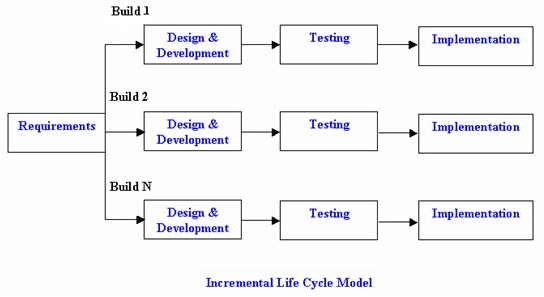 Build 1
Design &
Development
Testing
Implementation
Build 2
Requirements
Design &
Development
Testing
Implementation
Build N
Design &
Development
Testing
Implementation
Incremental Life Cycle Model